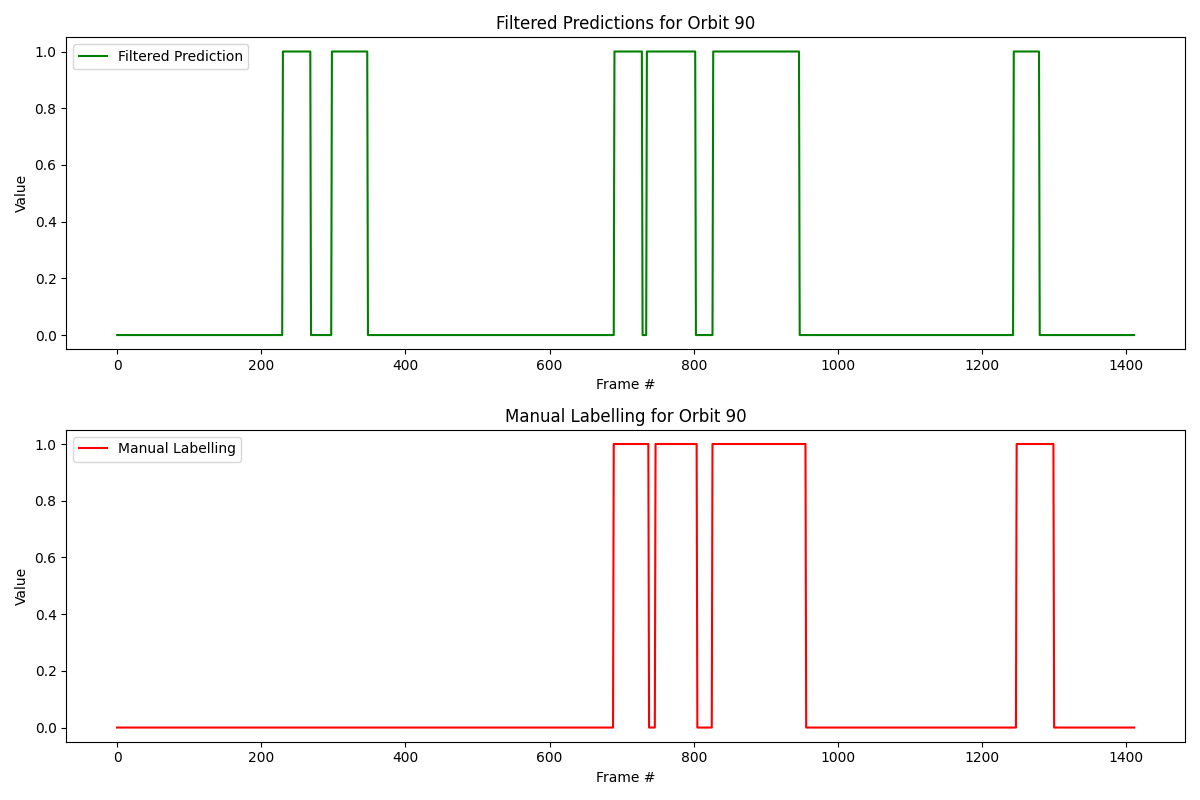 Filtered Predictions for Orbit 90
Filtered Prediction
1.0
0.8
0.6
0.4
0.2
0.0
Value
0 200 400 600 800 1000 1200 1400
Frame #
Manual Labelling for Orbit 90
Manual Labelling
1.0
0.8
0.6
0.4
0.2
0.0
Value
0 200 400 600 800 1000 1200 1400
Frame #